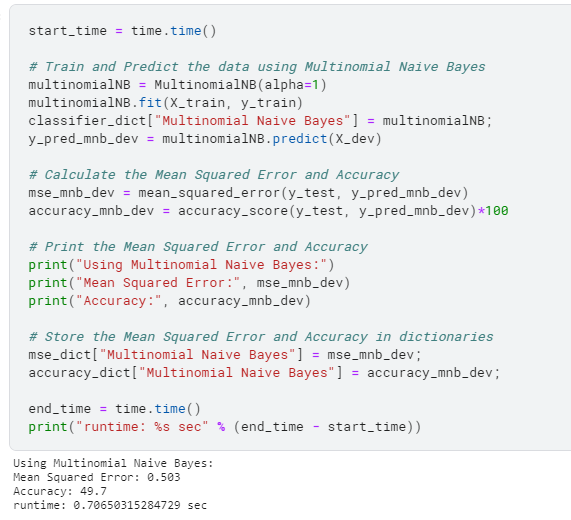 start_time = time.time()
# Train and Predict the data using Multinomial Naive Bayes
multinomialNB = MultinomialNB(alpha=1)
multinomialNB.fit(X_train, y_train)
classifier_dict["Multinomial Naive Bayes"] = multinomialNB;
y_pred_mnb_dev = multinomialNB.predict(X_dev)
# Calculate the Mean Squared Error and Accuracy
mse_mnb_dev = mean_squared_error(y_test, y_pred_mnb_dev)
accuracy_mnb_dev = accuracy_score(y_test, y_pred_mnb_dev)*100
# Print the Mean Squared Error and Accuracy
print("Using Multinomial Naive Bayes:")
print("Mean Squared Error:", mse_mnb_dev)
print("Accuracy:", accuracy_mnb_dev)
# Store the Mean Squared Error and Accuracy in dictionaries
mse_dict["Multinomial Naive Bayes"] = mse_mnb_dev;
accuracy_dict["Multinomial Naive Bayes"] = accuracy_mnb_dev;
end_time = time.time()
print("runtime: %s sec" % (end_time - start_time))
Using Multinomial Naive Bayes:
Mean Squared Error: 0.503
Accuracy: 49.7
runtime: 0.70650315284729 sec